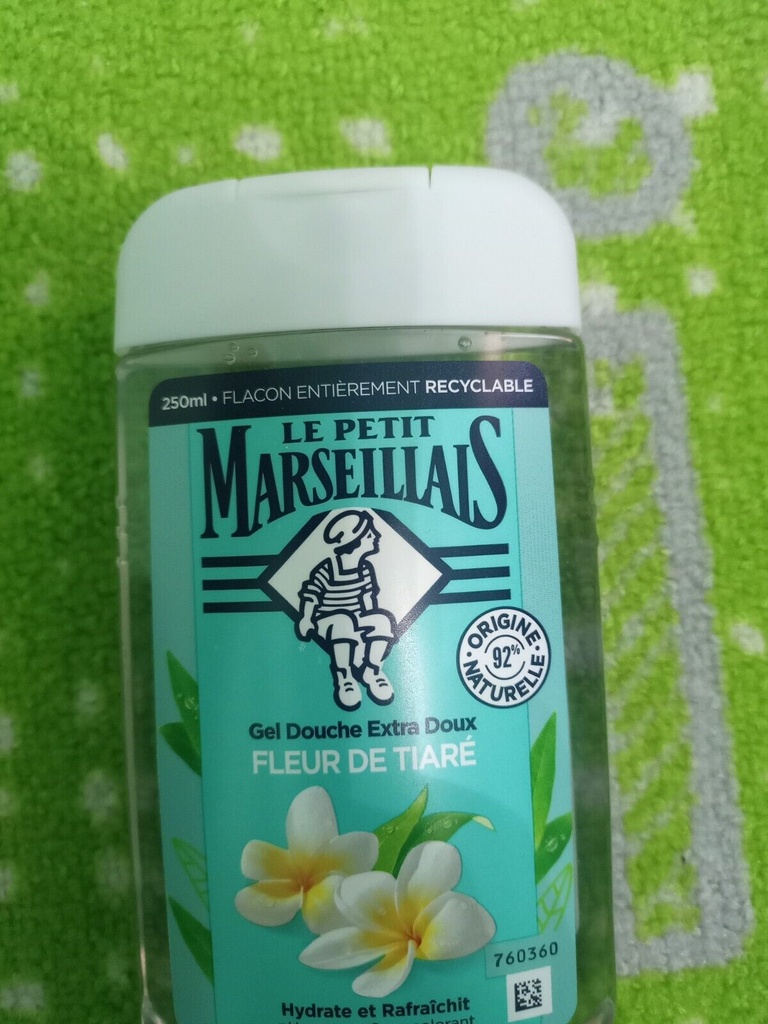 250ml • FLACON ENTIÈREMENT RECYCLABLE
LE PETIT
MARSEILLAIS
ORIGINE
92%
NATURELLE
Gel Douche Extra Doux
FLEUR DE TIARÉ
760360
Hydrate et Rafraîchit